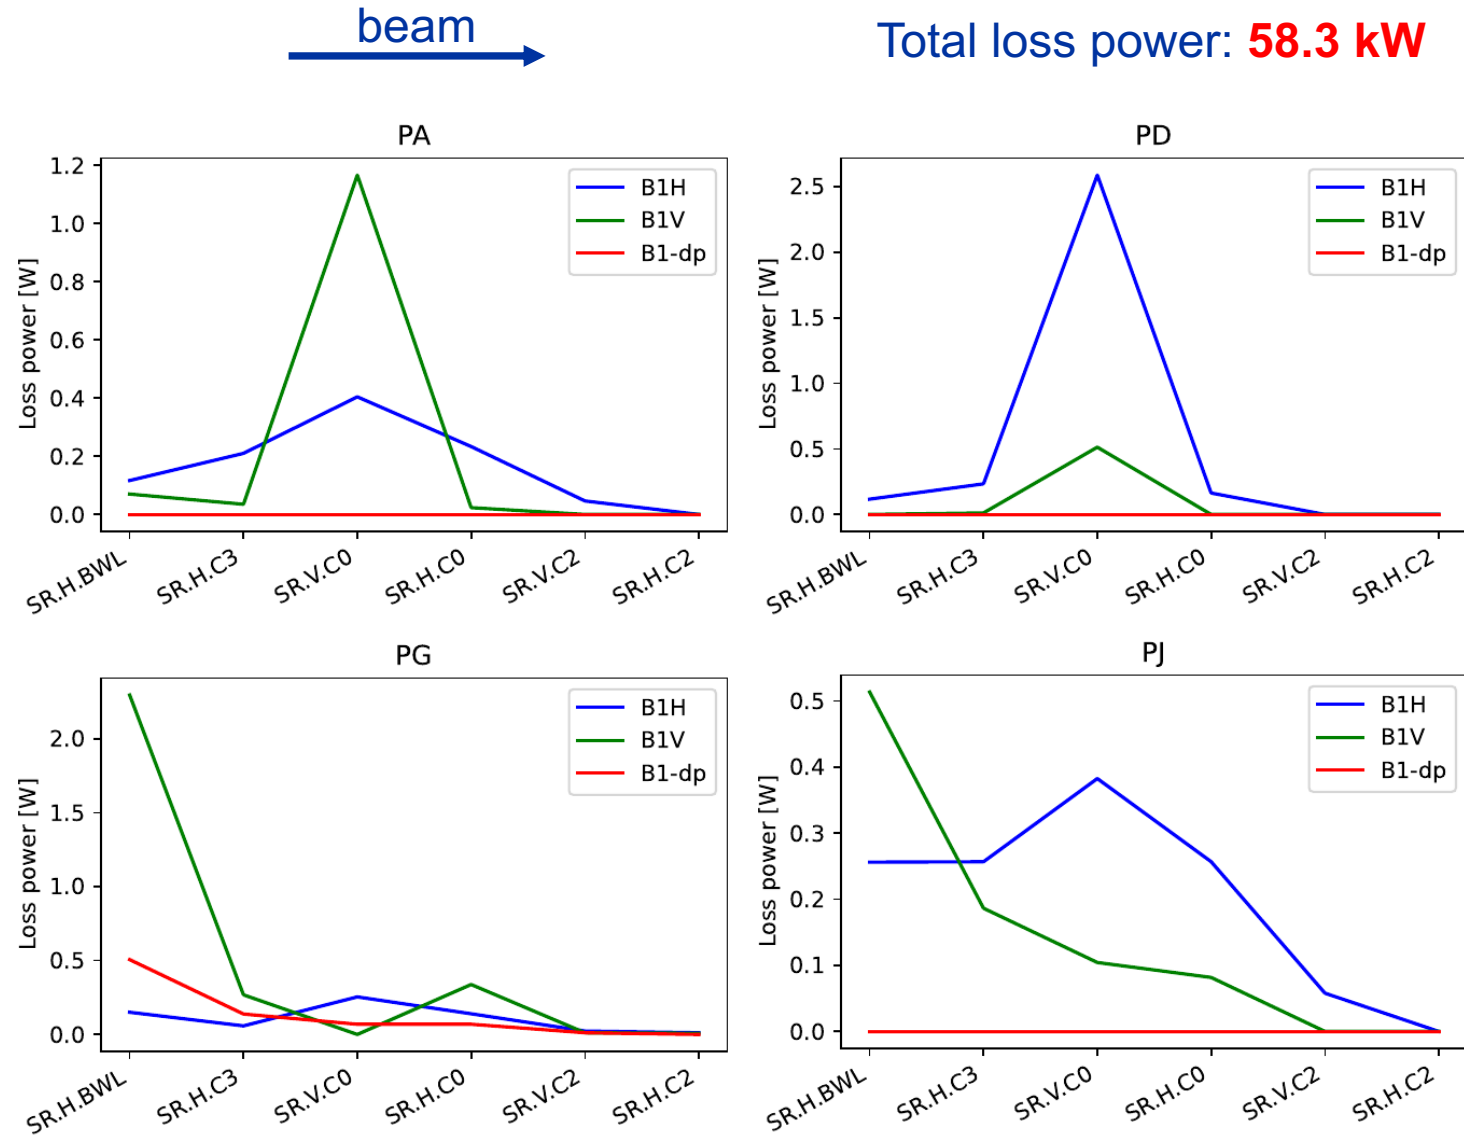 beam
Total loss power: 58.3 kW
PA
Loss power [W]
1.2
1.0
0.8
0.6
0.4
0.2
0.0
B1H
B1V
B1-dp
SR.H.BWL
SR.H.C3
SR.V.C0
SR.H.C0
SR.V.C2
SR.H.C2
PD
Loss power [W]
2.5
2.0
1.5
1.0
0.5
0.0
B1H
B1V
B1-dp
SR.H.BWL
SR.H.C3
SR.V.C0
SR.H.C0
SR.V.C2
SR.H.C2
PG
Loss power [W]
2.0
1.5
1.0
0.5
0.0
B1H
B1V
B1-dp
SR.H.BWL
SR.H.C3
SR.V.C0
SR.H.C0
SR.V.C2
SR.H.C2
PJ
Loss power [W]
0.5
0.4
0.3
0.2
0.1
0.0
B1H
B1V
B1-dp
SR.H.BWL
SR.H.C3
SR.V.C0
SR.H.C0
SR.V.C2
SR.H.C2